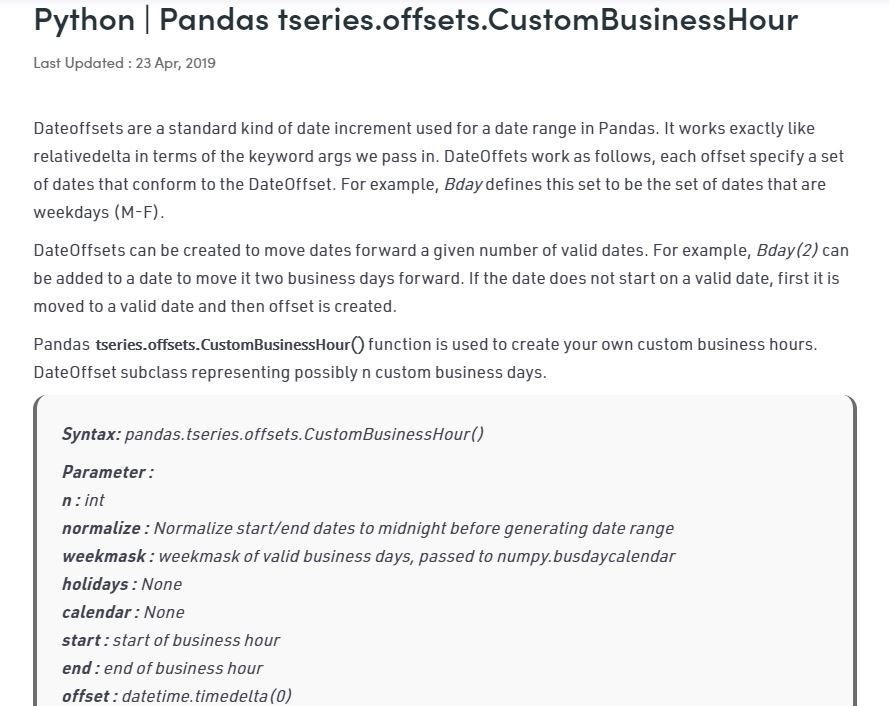 Python | Pandas tseries.offsets.CustomBusinessHour
Last Updated : 23 Apr, 2019
Dateoffsets are a standard kind of date increment used for a date range in Pandas. It works exactly like
relativedelta in terms of the keyword args we pass in. DateOffets work as follows, each offset specify a set
of dates that conform to the DateOffset. For example, Bday defines this set to be the set of dates that are
weekdays (M-F).
DateOffsets can be created to move dates forward a given number of valid dates. For example, Bday(2) can
be added to a date to move it two business days forward. If the date does not start on a valid date, first it is
moved to a valid date and then offset is created.
Pandas tseries.offsets.CustomBusinessHour() function is used to create your own custom business hours.
DateOffset subclass representing possibly n custom business days.
Syntax: pandas.tseries.offsets.CustomBusinessHour()
Parameter :
n : int
normalize : Normalize start/end dates to midnight before generating date range
weekmask : weekmask of valid business days, passed to numpy.busdaycalendar
holidays : None
calendar : None
start : start of business hour
end : end of business hour
offset : datetime.timedelta(0)